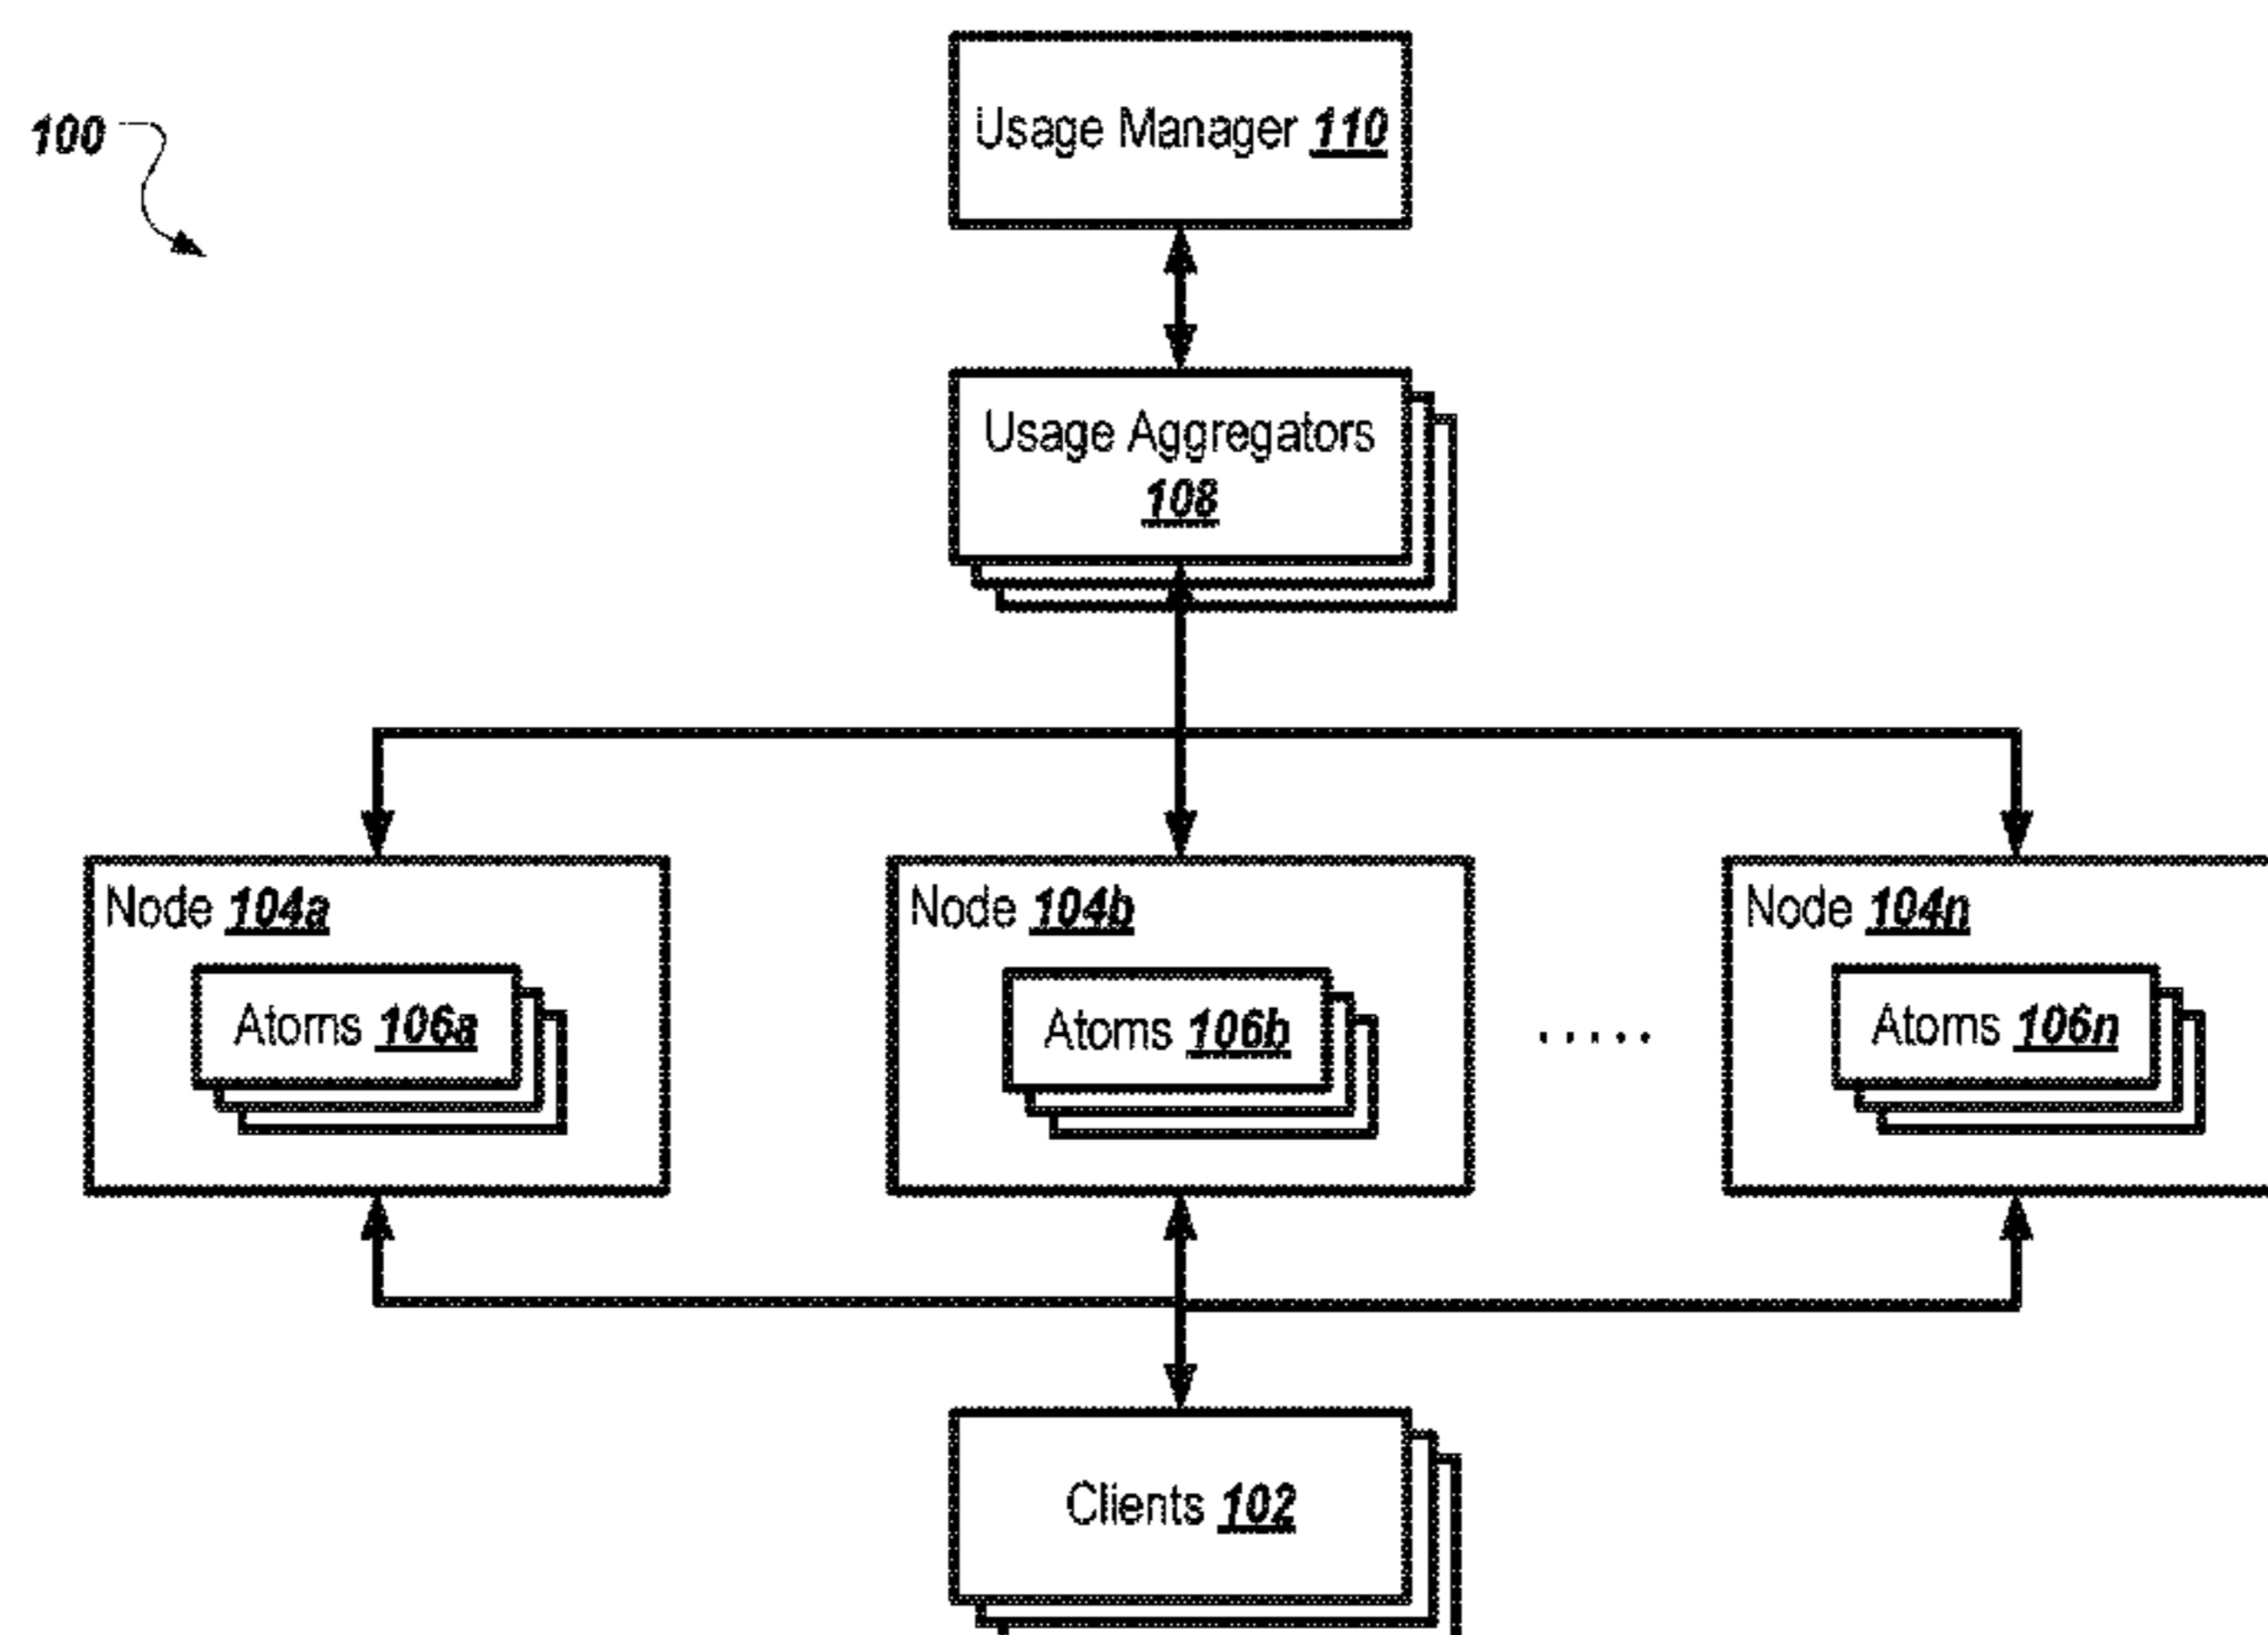 100
Usage Manager 110
Usage Aggregators
108
Node 104a
Node 104b
Node 104n
Atoms 106a
Atoms 106b
.....
Atoms 106n
Clients 102